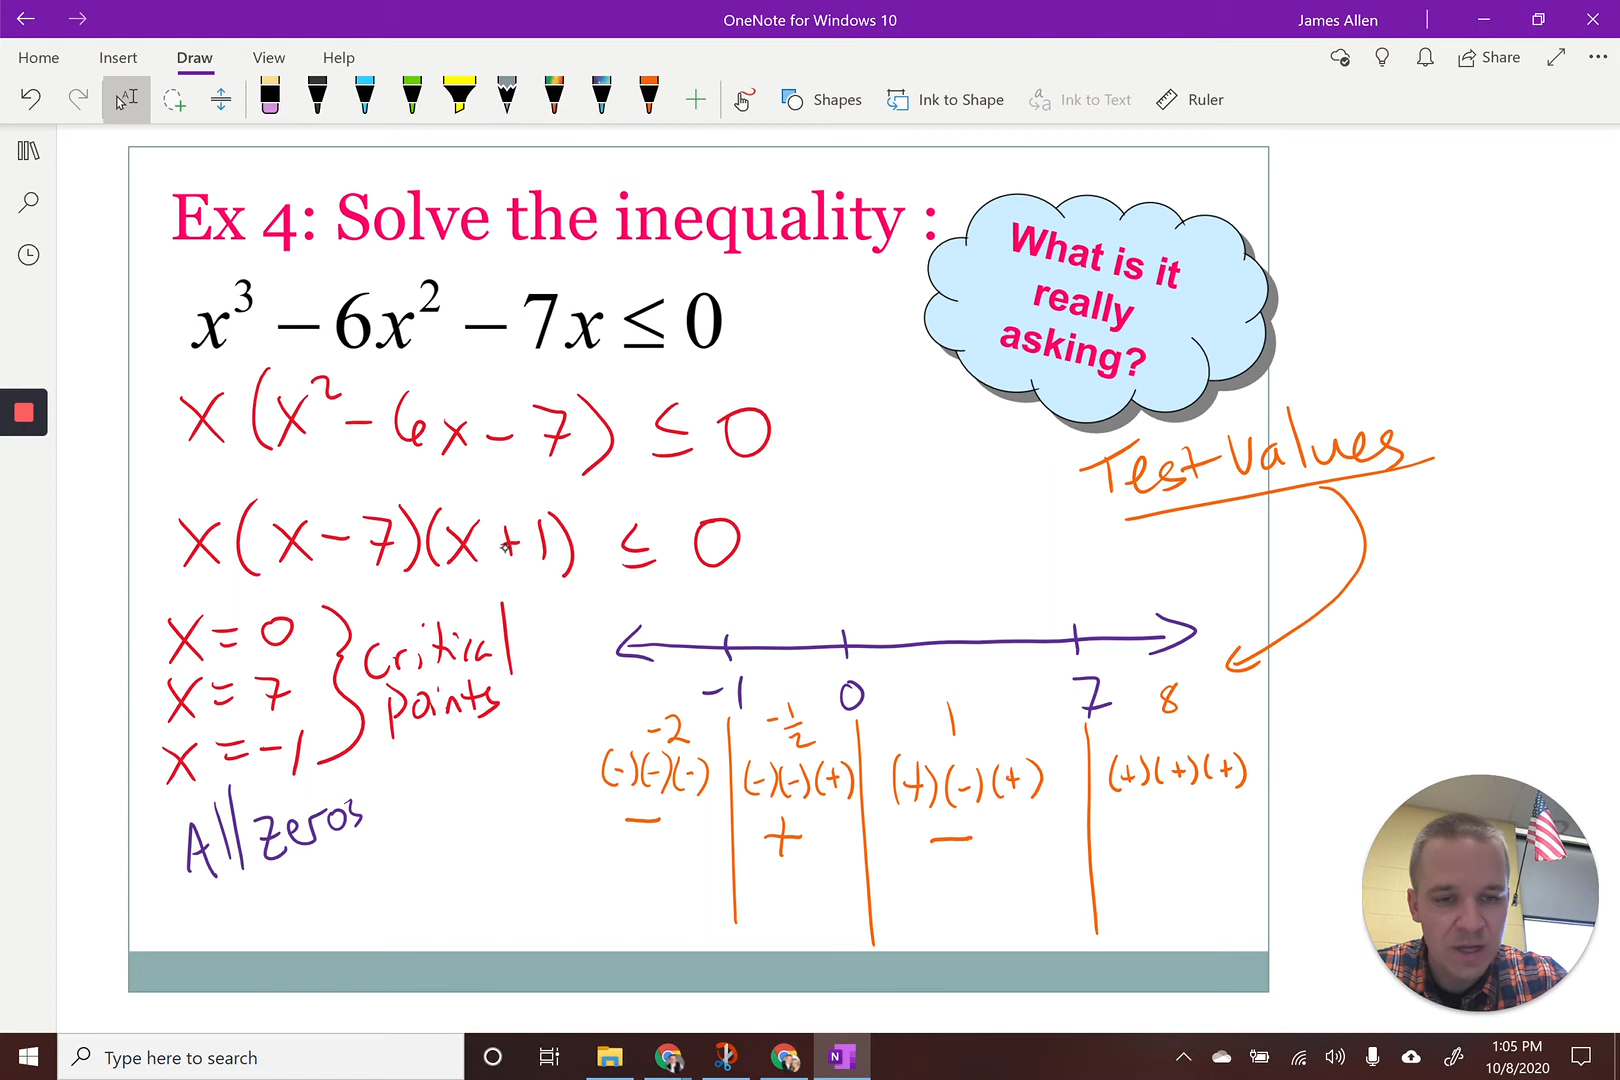 OneNote for Windows 10
James Allen
Home Insert Draw View Help
Share
Shapes Ink to Shape Ink to Text Ruler
Ex 4: Solve the inequality :
x³ − 6x² − 7x ≤ 0
What is it
really
asking?
x(x² − 6x − 7) ≤ 0
Test Values
x(x − 7)(x + 1) ≤ 0
x = 0
x = 7
x = −1
critical
points
All zeros
−1 0 7 8
−2 −1/2 1
(−)(−)(−) (−)(−)(+) (+)(−)(+) (+)(+)(+)
− + −
Type here to search
1:05 PM
10/8/2020